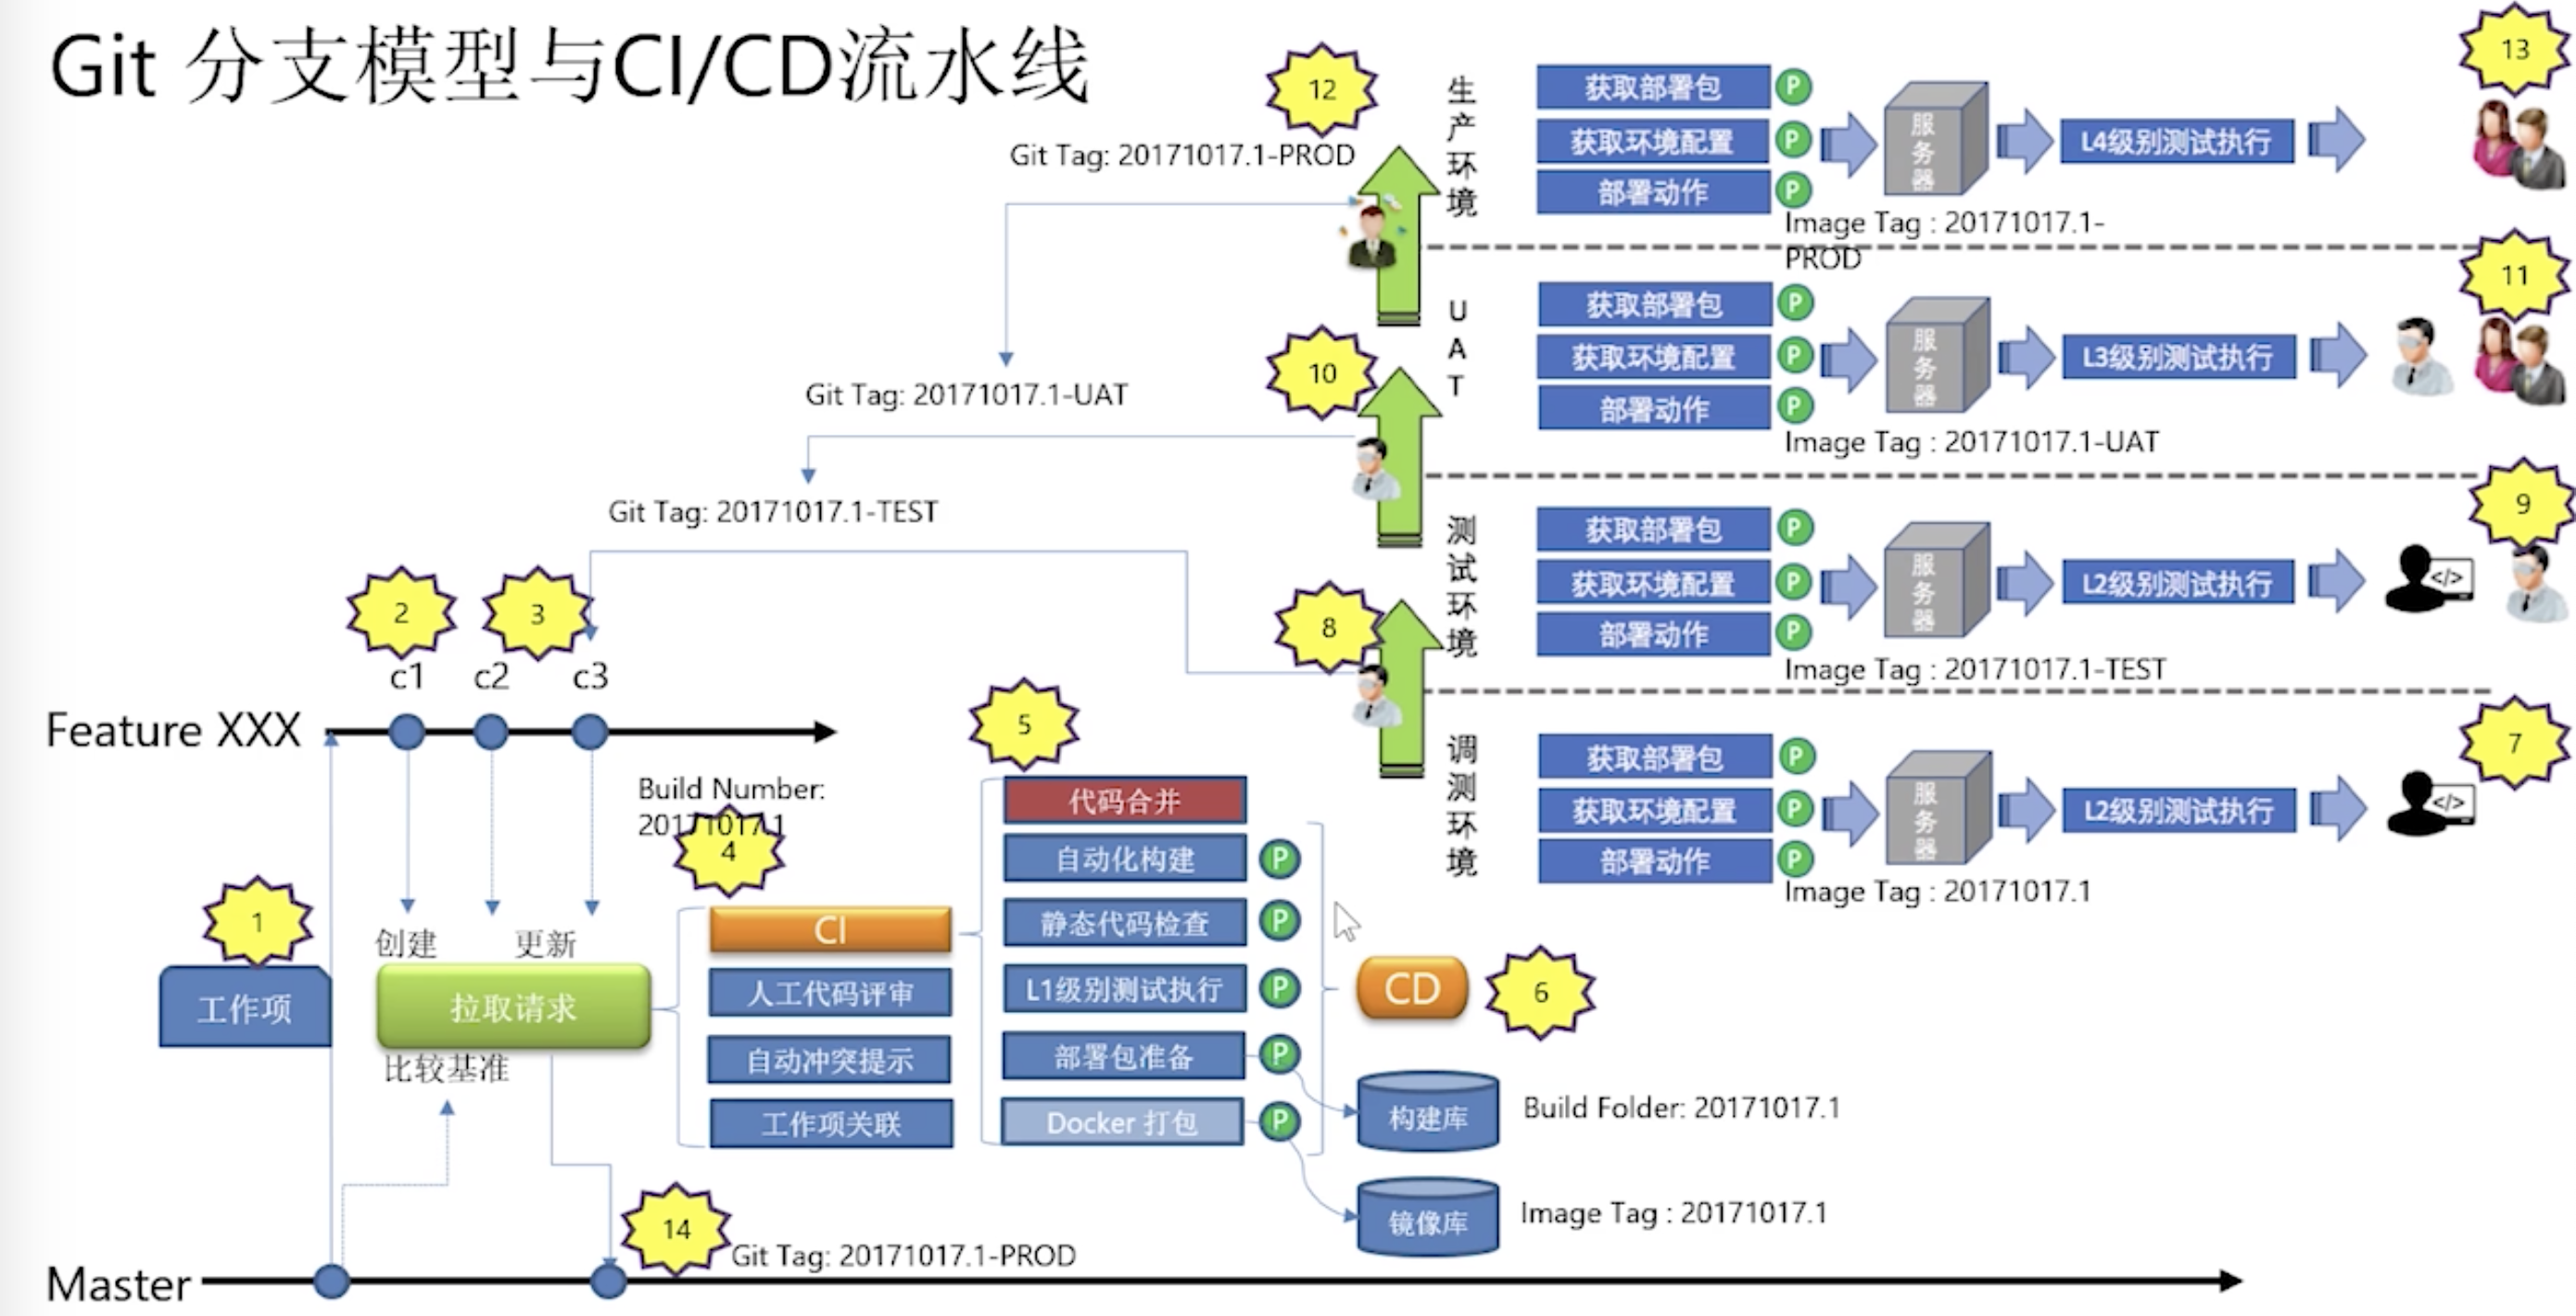 Git 分支模型与CI/CD流水线
12
Git Tag: 20171017.1-PROD
生产环境
获取部署包
P
获取环境配置
P
部署动作
P
服务器
L4级别测试执行
13
Image Tag : 20171017.1-
PROD
10
Git Tag: 20171017.1-UAT
UAT
获取部署包
P
获取环境配置
P
部署动作
P
服务器
L3级别测试执行
11
Image Tag : 20171017.1-UAT
8
Git Tag: 20171017.1-TEST
测试环境
获取部署包
P
获取环境配置
P
部署动作
P
服务器
L2级别测试执行
</>
9
Image Tag : 20171017.1-TEST
调测环境
获取部署包
P
获取环境配置
P
部署动作
P
服务器
L2级别测试执行
</>
7
Image Tag : 20171017.1
2
3
c1
c2
c3
Feature XXX
Build Number:
20171017.1
4
5
1
工作项
创建
更新
拉取请求
比较基准
CI
人工代码评审
自动冲突提示
工作项关联
代码合并
自动化构建
P
静态代码检查
P
L1级别测试执行
P
部署包准备
P
Docker 打包
P
CD
6
构建库
Build Folder: 20171017.1
镜像库
Image Tag : 20171017.1
14
Git Tag: 20171017.1-PROD
Master